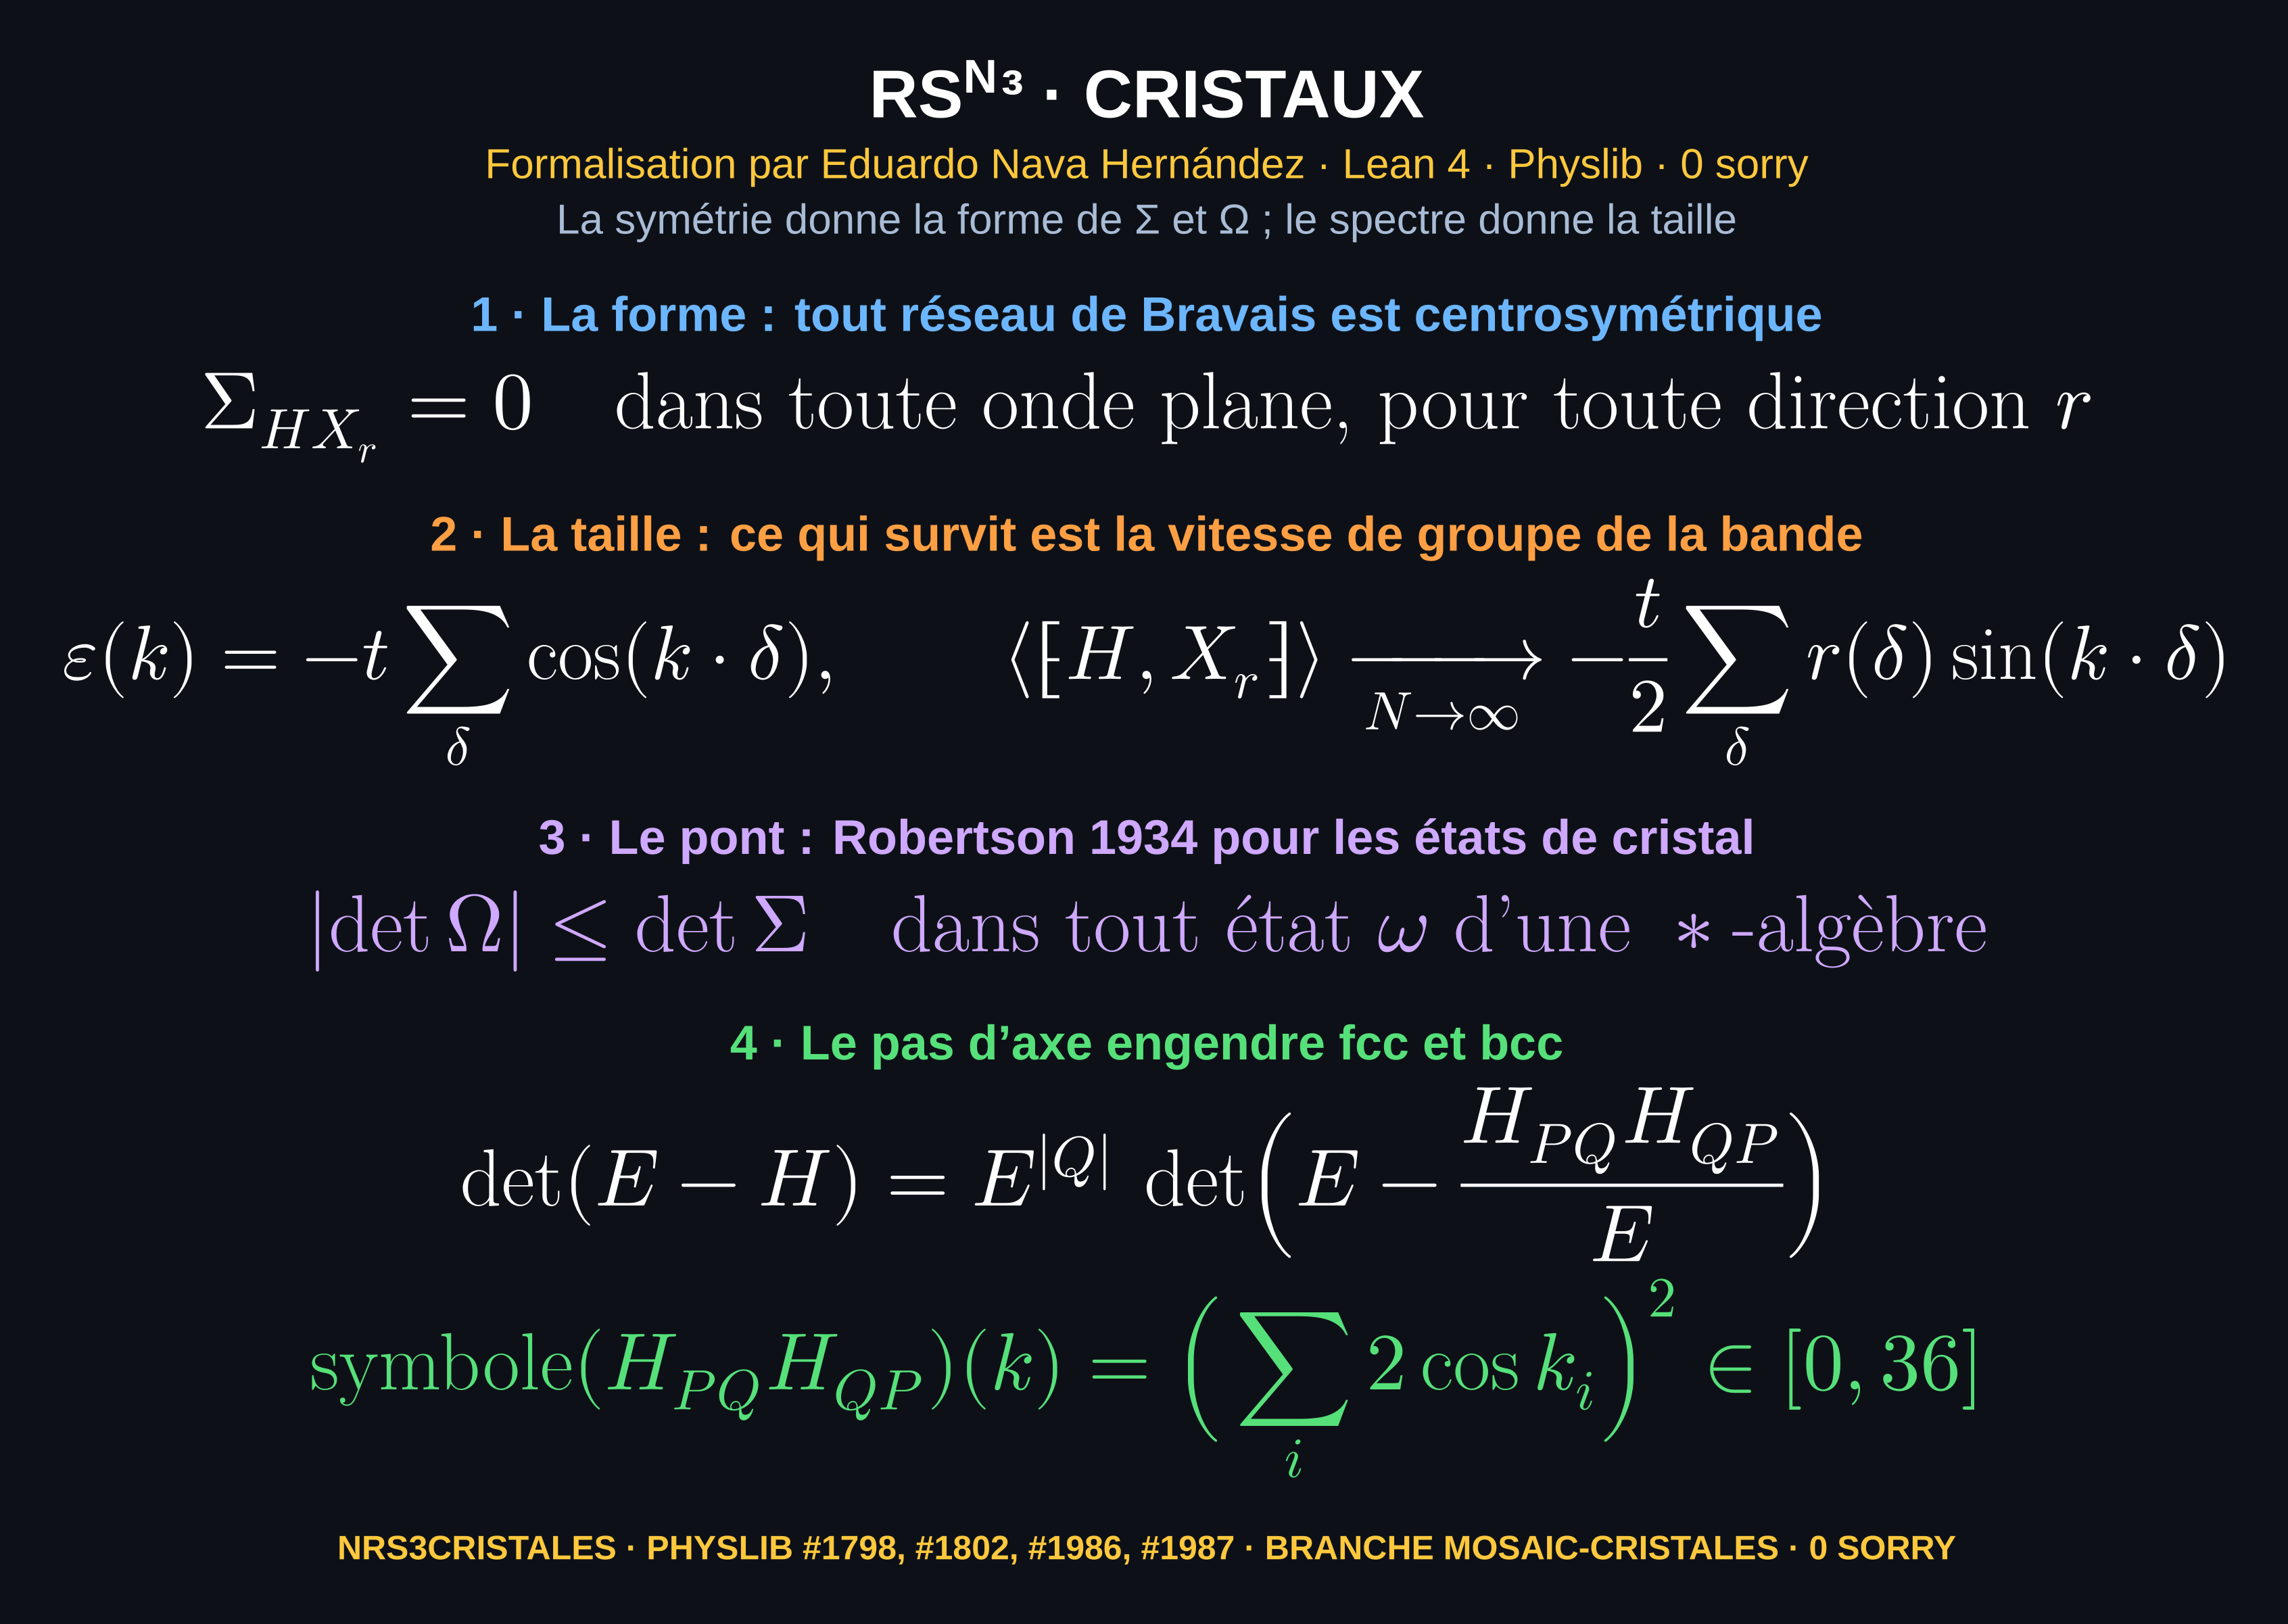 RSᴺ³ · CRISTAUX
Formalisation par Eduardo Nava Hernández · Lean 4 · Physlib · 0 sorry
La symétrie donne la forme de Σ et Ω ; le spectre donne la taille
1 · La forme : tout réseau de Bravais est centrosymétrique
Σ_{HX_r} = 0 dans toute onde plane, pour toute direction r
2 · La taille : ce qui survit est la vitesse de groupe de la bande
ε(k) = −t ∑_δ cos(k · δ), ⟨⁅H, X_r⁆⟩ ⟶_{N→∞} −t/2 ∑_δ r(δ) sin(k · δ)
3 · Le pont : Robertson 1934 pour les états de cristal
|det Ω| ≤ det Σ dans tout état ω d’une ∗ -algèbre
4 · Le pas d’axe engendre fcc et bcc
det(E − H) = E^{|Q|} det(E − H_{PQ}H_{QP}/E)
symbole(H_{PQ}H_{QP})(k) = (∑_i 2 cos k_i)² ∈ [0, 36]
NRS3CRISTALES · PHYSLIB #1798, #1802, #1986, #1987 · BRANCHE MOSAIC-CRISTALES · 0 SORRY